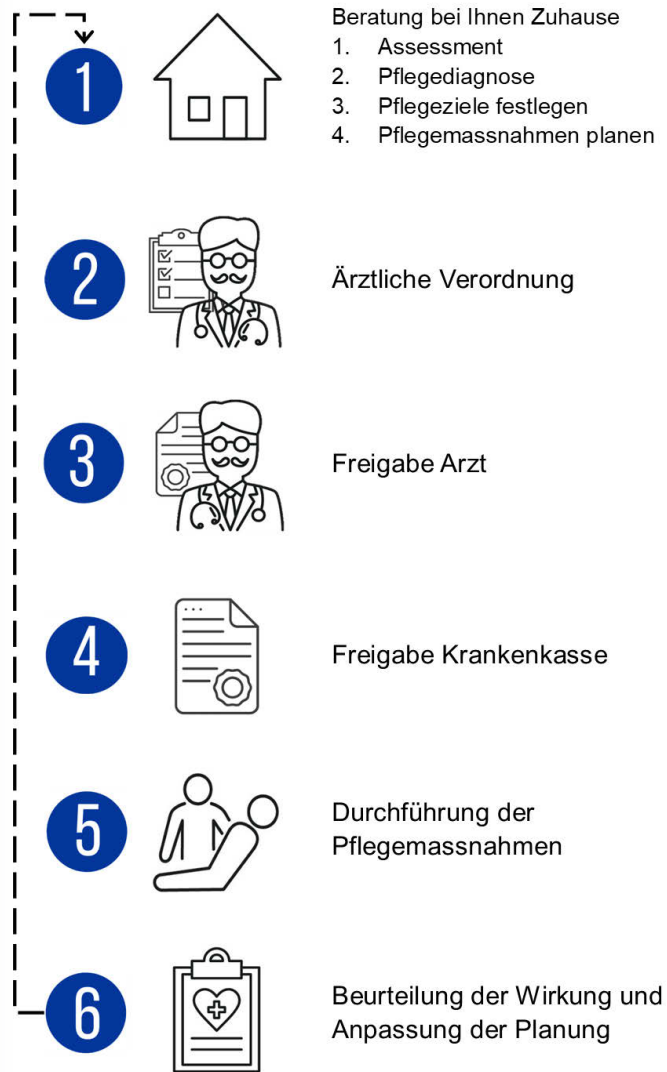 Beratung bei Ihnen Zuhause
1
1. Assessment
2. Pflegediagnose
3. Pflegeziele festlegen
4. Pflegemassnahmen planen
2
Ärztliche Verordnung
3
Freigabe Arzt
4
Freigabe Krankenkasse
5
Durchführung der
Pflegemassnahmen
6
Beurteilung der Wirkung und
Anpassung der Planung